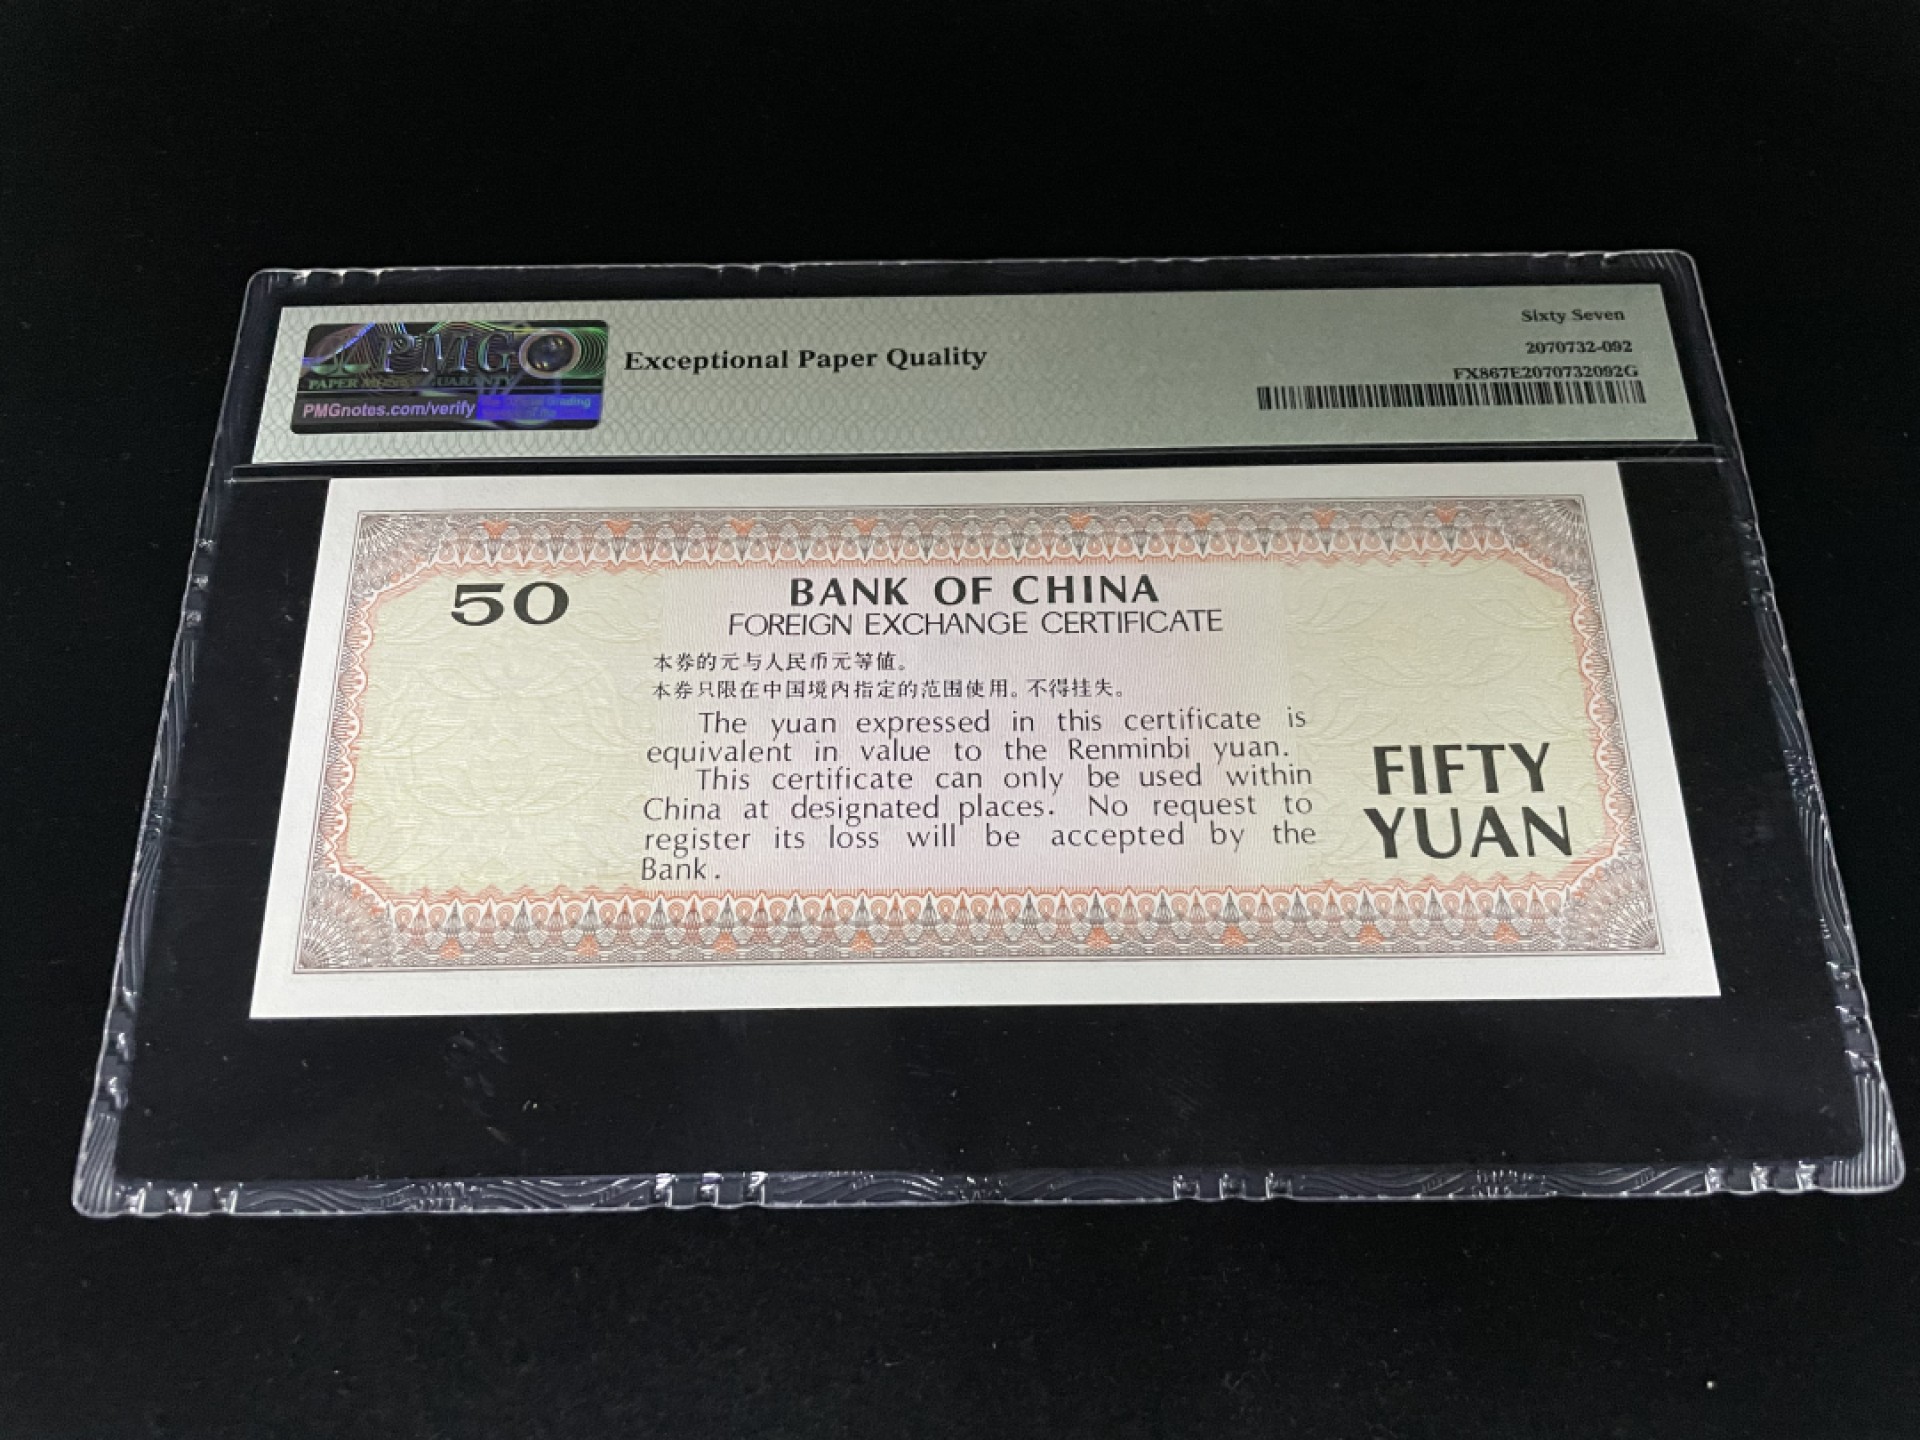 PMG
PAPER MONEY GUARANTY
PMGnotes.com/verify
Exceptional Paper Quality
Sixty Seven
2070732-092
FX867E2070732092G
50
BANK OF CHINA
FOREIGN EXCHANGE CERTIFICATE
本券的元与人民币元等值。
本券只限在中国境内指定的范围使用。不得挂失。
The yuan expressed in this certificate is
equivalent in value to the Renminbi yuan.
This certificate can only be used within
China at designated places. No request to
register its loss will be accepted by the
Bank.
FIFTY
YUAN